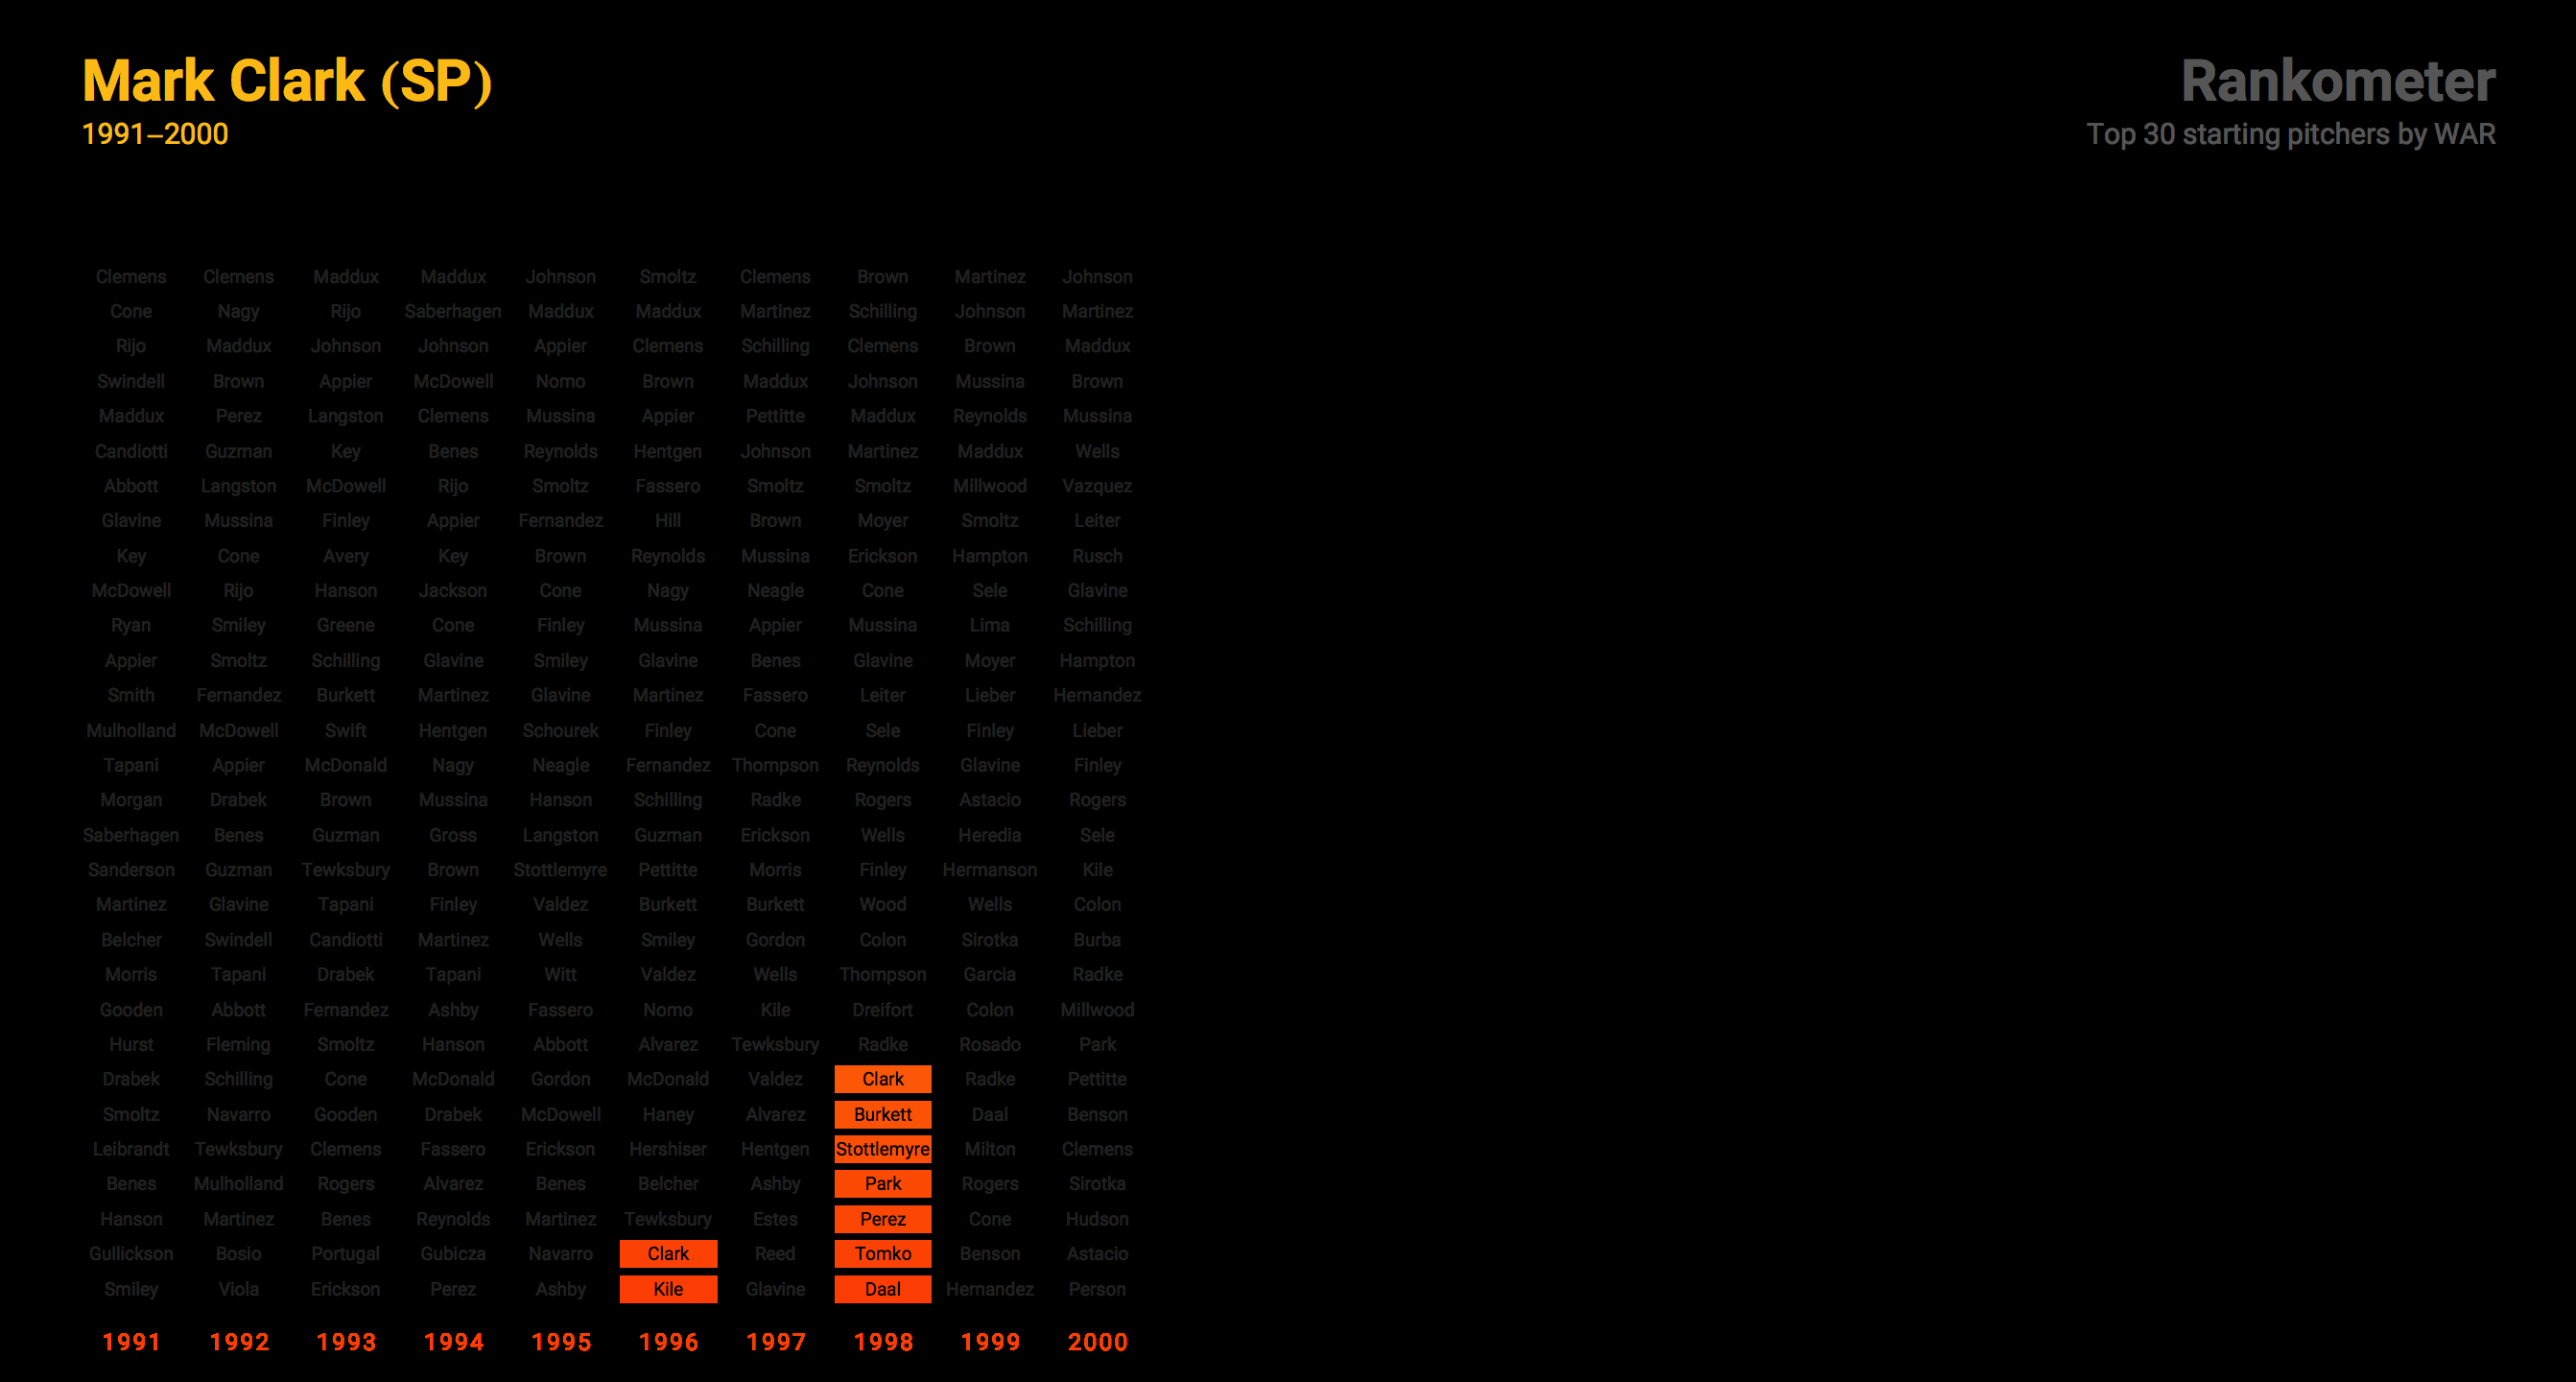 Mark Clark (SP)
1991–2000
Rankometer
Top 30 starting pitchers by WAR
Clemens Clemens Maddux Maddux Johnson Smoltz Clemens Brown Martinez Johnson
Cone Nagy Rijo Saberhagen Maddux Maddux Martinez Schilling Johnson Martinez
Rijo Maddux Johnson Johnson Appier Clemens Schilling Clemens Brown Maddux
Swindell Brown Appier McDowell Nomo Brown Maddux Johnson Mussina Brown
Maddux Perez Langston Clemens Mussina Appier Pettitte Maddux Reynolds Mussina
Candiotti Guzman Key Benes Reynolds Hentgen Johnson Martinez Maddux Wells
Abbott Langston McDowell Rijo Smoltz Fassero Smoltz Smoltz Millwood Vazquez
Glavine Mussina Finley Appier Fernandez Hill Brown Moyer Smoltz Leiter
Key Cone Avery Key Brown Reynolds Mussina Erickson Hampton Rusch
McDowell Rijo Hanson Jackson Cone Nagy Neagle Cone Sele Glavine
Ryan Smiley Greene Cone Finley Mussina Appier Mussina Lima Schilling
Appier Smoltz Schilling Glavine Smiley Glavine Benes Glavine Moyer Hampton
Smith Fernandez Burkett Martinez Glavine Martinez Fassero Leiter Lieber Hernandez
Mulholland McDowell Swift Hentgen Schourek Finley Cone Sele Finley Lieber
Tapani Appier McDonald Nagy Neagle Fernandez Thompson Reynolds Glavine Finley
Morgan Drabek Brown Mussina Hanson Schilling Radke Rogers Astacio Rogers
Saberhagen Benes Guzman Gross Langston Guzman Erickson Wells Heredia Sele
Sanderson Guzman Tewksbury Brown Stottlemyre Pettitte Morris Finley Hermanson Kile
Martinez Glavine Tapani Finley Valdez Burkett Burkett Wood Wells Colon
Belcher Swindell Candiotti Martinez Wells Smiley Gordon Colon Sirotka Burba
Morris Tapani Drabek Tapani Witt Valdez Wells Thompson Garcia Radke
Gooden Abbott Fernandez Ashby Fassero Nomo Kile Dreifort Colon Millwood
Hurst Fleming Smoltz Hanson Abbott Alvarez Tewksbury Radke Rosado Park
Drabek Schilling Cone McDonald Gordon McDonald Valdez Clark Radke Pettitte
Smoltz Navarro Gooden Drabek McDowell Haney Alvarez Burkett Daal Benson
Leibrandt Tewksbury Clemens Fassero Erickson Hershiser Hentgen Stottlemyre Milton Clemens
Benes Mulholland Rogers Alvarez Benes Belcher Ashby Park Rogers Sirotka
Hanson Martinez Benes Reynolds Martinez Tewksbury Estes Perez Cone Hudson
Gullickson Bosio Portugal Gubicza Navarro Clark Reed Tomko Benson Astacio
Smiley Viola Erickson Perez Ashby Kile Glavine Daal Hernandez Person
1991 1992 1993 1994 1995 1996 1997 1998 1999 2000